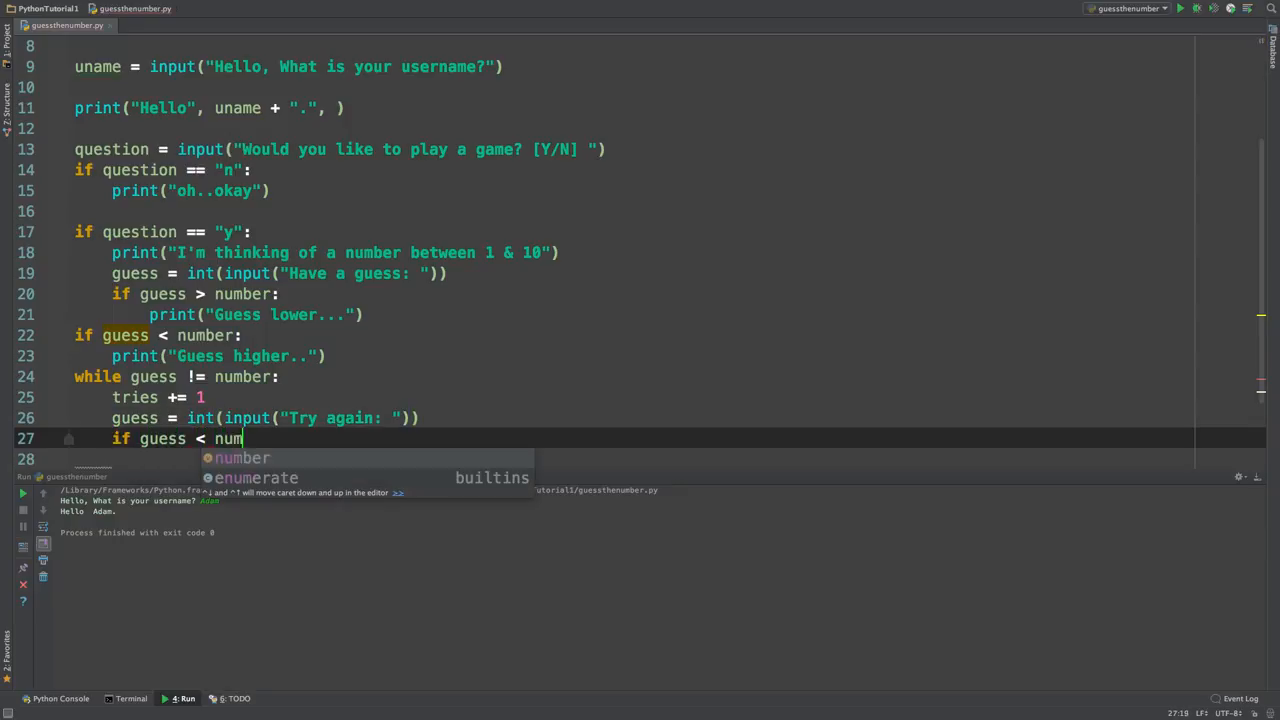 PythonTutorial1 guessthenumber.py guessthenumber
guessthenumber.py
1: Project
Z: Structure
2: Favorites
Database
8
9 uname = input("Hello, What is your username?")
10
11 print("Hello", uname + ".", )
12
13 question = input("Would you like to play a game? [Y/N] ")
14 if question == "n":
15 print("oh..okay")
16
17 if question == "y":
18 print("I'm thinking of a number between 1 & 10")
19 guess = int(input("Have a guess: "))
20 if guess > number:
21 print("Guess lower...")
22 if guess < number:
23 print("Guess higher..")
24 while guess != number:
25 tries += 1
26 guess = int(input("Try again: "))
27 if guess < num
28
number
enumerate builtins
^↓ and ^↑ will move caret down and up in the editor >>
Run guessthenumber
/Library/Frameworks/Python.fra Tutorial1/guessthenumber.py
Hello, What is your username? Adam
Hello  Adam.
Process finished with exit code 0
Python Console Terminal 4: Run 6: TODO Event Log
27:19 LF÷ UTF-8÷